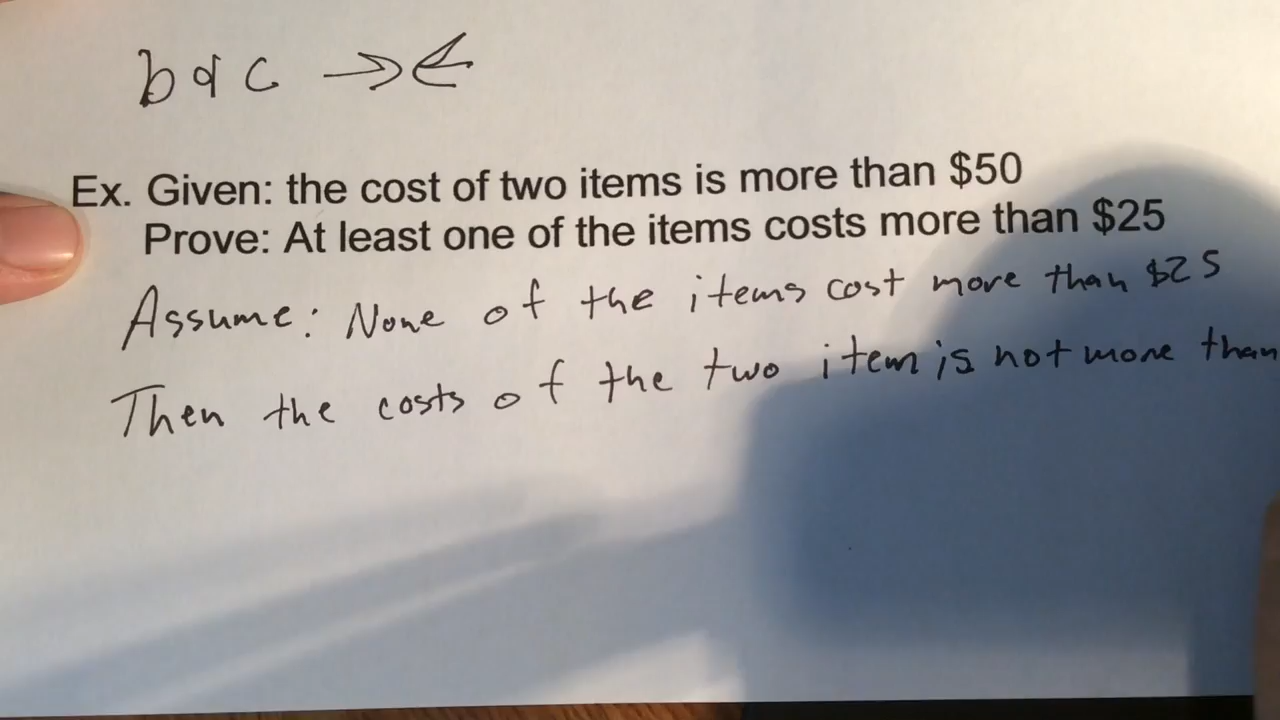 b & c →←
Ex. Given: the cost of two items is more than $50
Prove: At least one of the items costs more than $25
Assume: None of the items cost more than $25
Then the costs of the two item is not more than